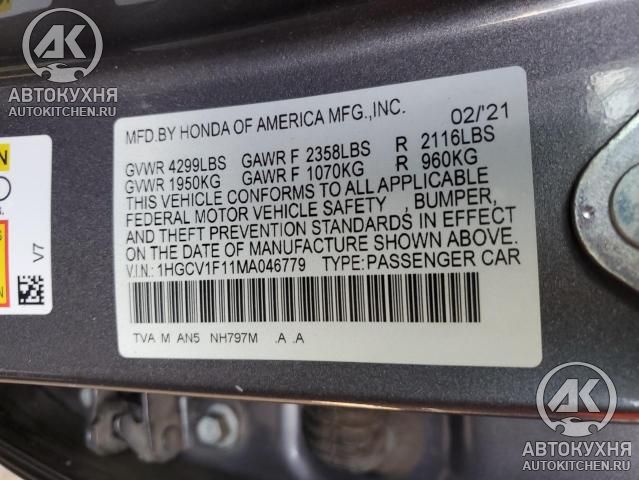 АК
АВТОКУХНЯ
AUTOKITCHEN.RU
MFD.BY HONDA OF AMERICA MFG.,INC. 02/'21
GVWR 4299LBS GAWR F 2358LBS R 2116LBS
GVWR 1950KG GAWR F 1070KG R 960KG
THIS VEHICLE CONFORMS TO ALL APPLICABLE
FEDERAL MOTOR VEHICLE SAFETY , BUMPER,
AND THEFT PREVENTION STANDARDS IN EFFECT
ON THE DATE OF MANUFACTURE SHOWN ABOVE.
V.I.N.: 1HGCV1F11MA046779 TYPE:PASSENGER CAR
TVA M AN5 NH797M .A .A
V7
N
АК
АВТОКУХНЯ
AUTOKITCHEN.RU